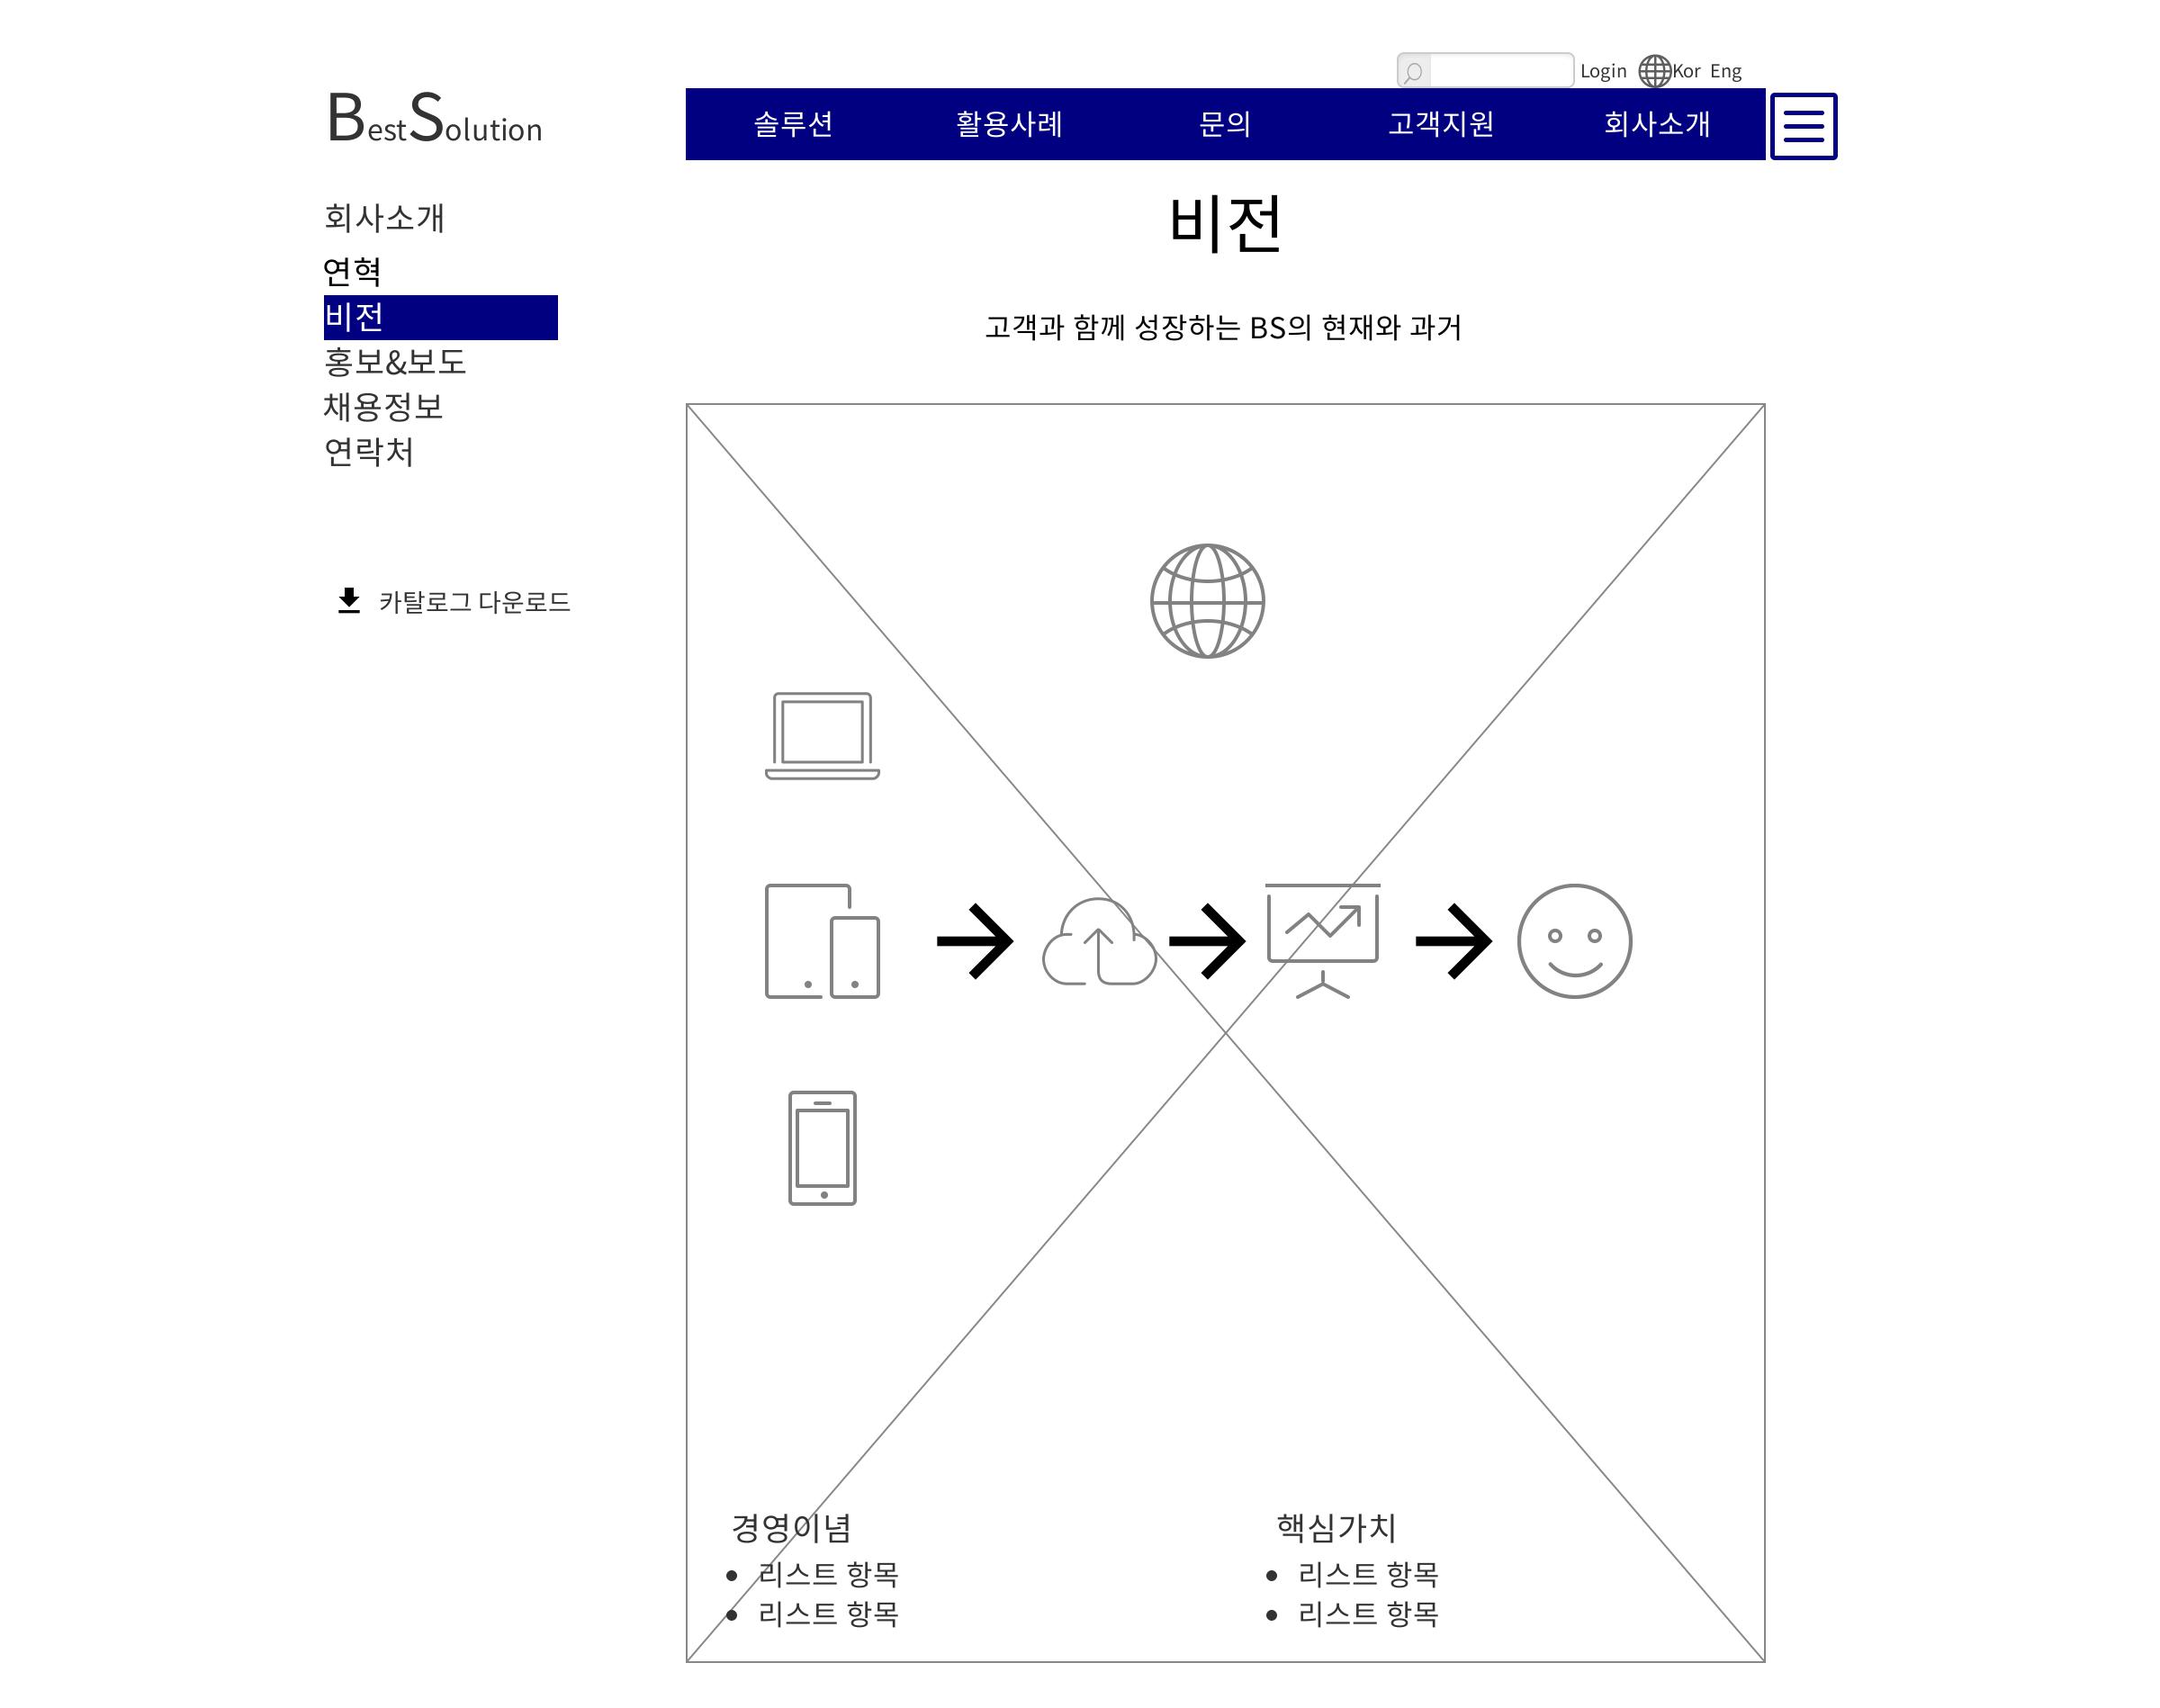 Login Kor Eng
BestSolution
솔루션 활용사례 문의 고객지원 회사소개
회사소개
연혁
비전
홍보&보도
채용정보
연락처
카탈로그 다운로드
비전
고객과 함께 성장하는 BS의 현재와 과거
경영이념
리스트 항목
리스트 항목
핵심가치
리스트 항목
리스트 항목